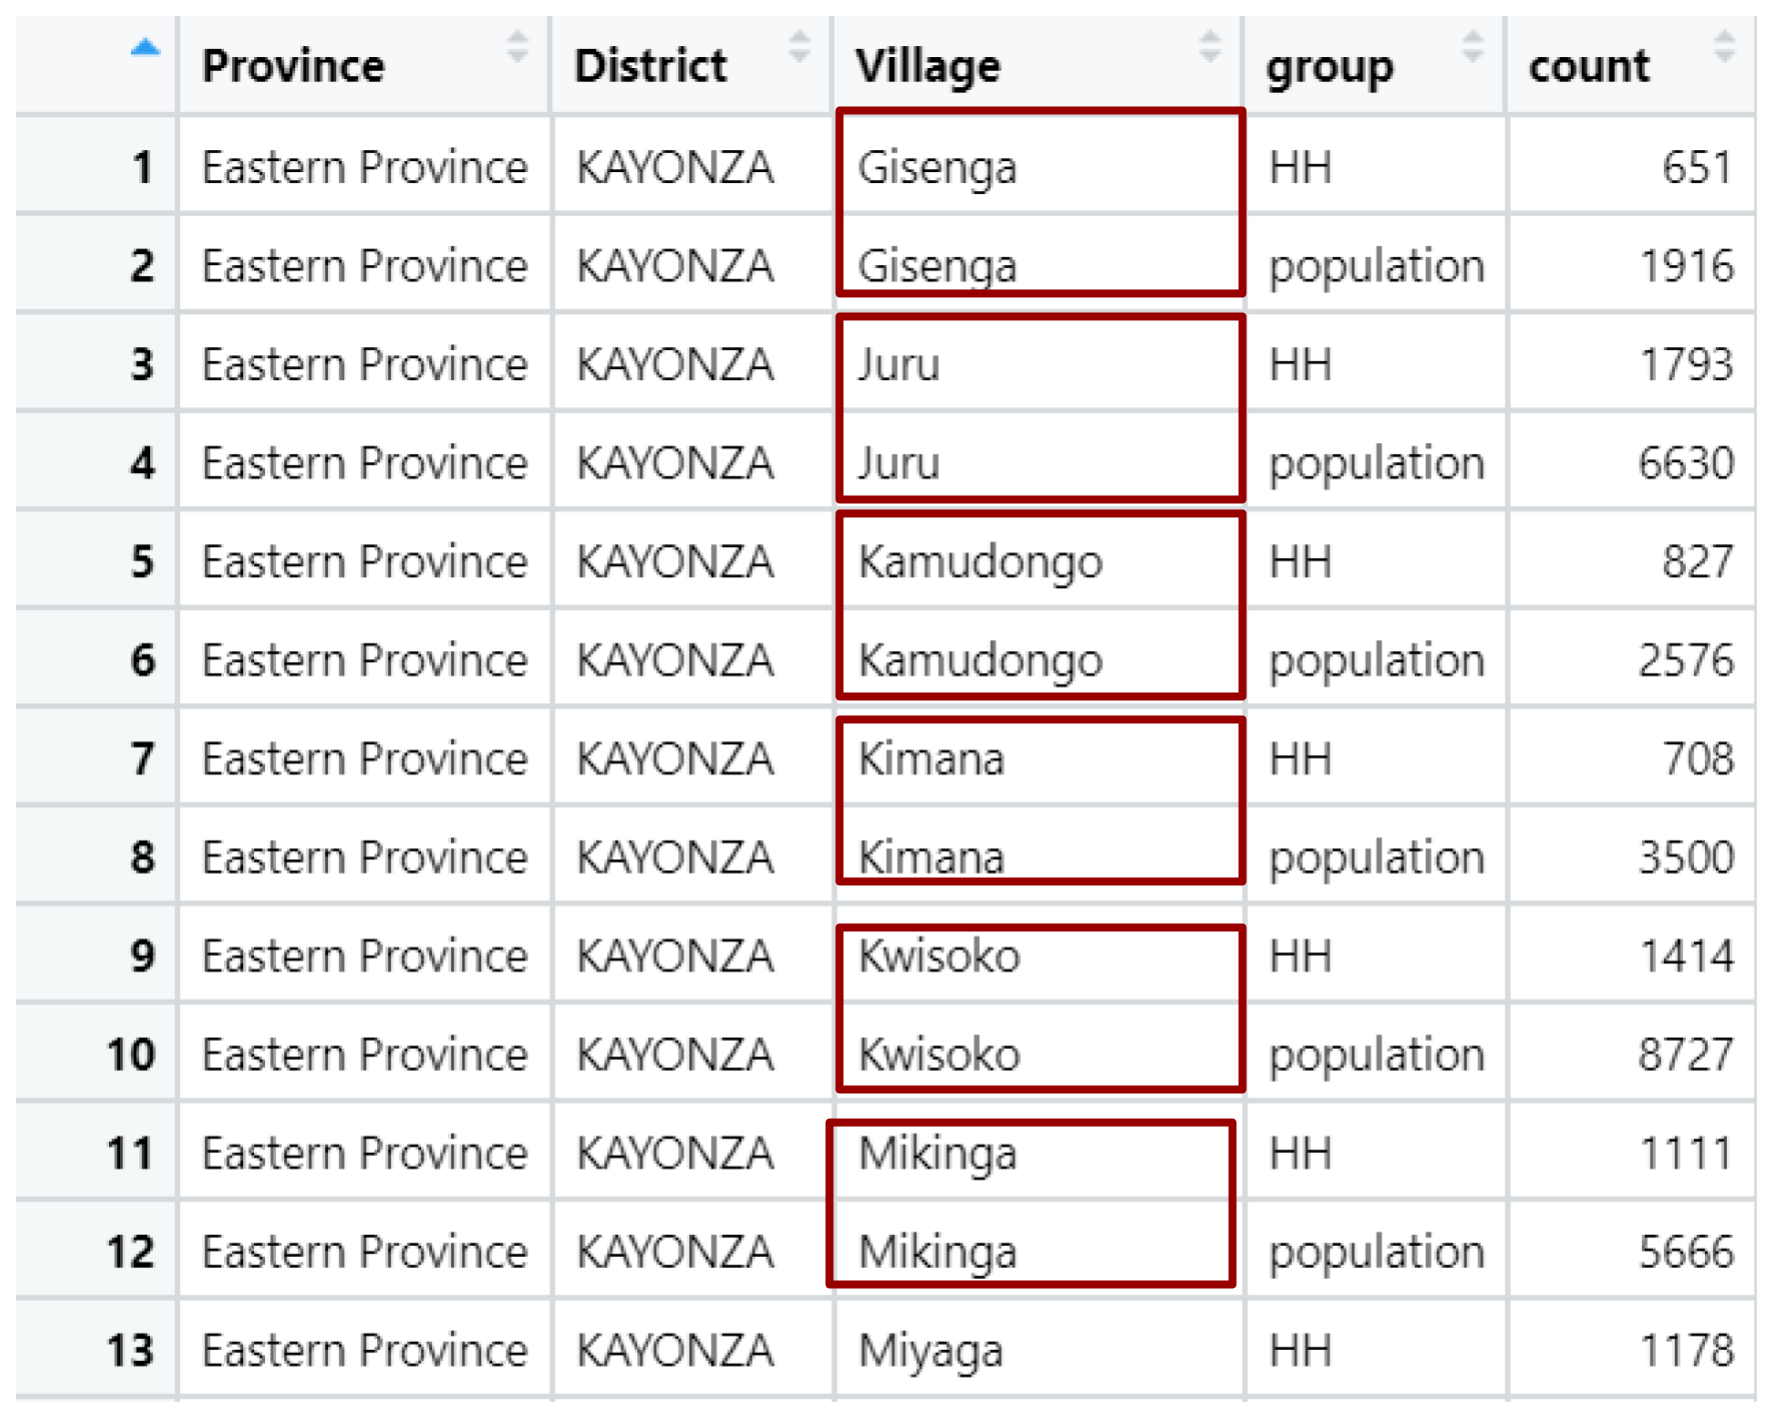 Province District Village group count
1 Eastern Province KAYONZA Gisenga HH 651
2 Eastern Province KAYONZA Gisenga population 1916
3 Eastern Province KAYONZA Juru HH 1793
4 Eastern Province KAYONZA Juru population 6630
5 Eastern Province KAYONZA Kamudongo HH 827
6 Eastern Province KAYONZA Kamudongo population 2576
7 Eastern Province KAYONZA Kimana HH 708
8 Eastern Province KAYONZA Kimana population 3500
9 Eastern Province KAYONZA Kwisoko HH 1414
10 Eastern Province KAYONZA Kwisoko population 8727
11 Eastern Province KAYONZA Mikinga HH 1111
12 Eastern Province KAYONZA Mikinga population 5666
13 Eastern Province KAYONZA Miyaga HH 1178